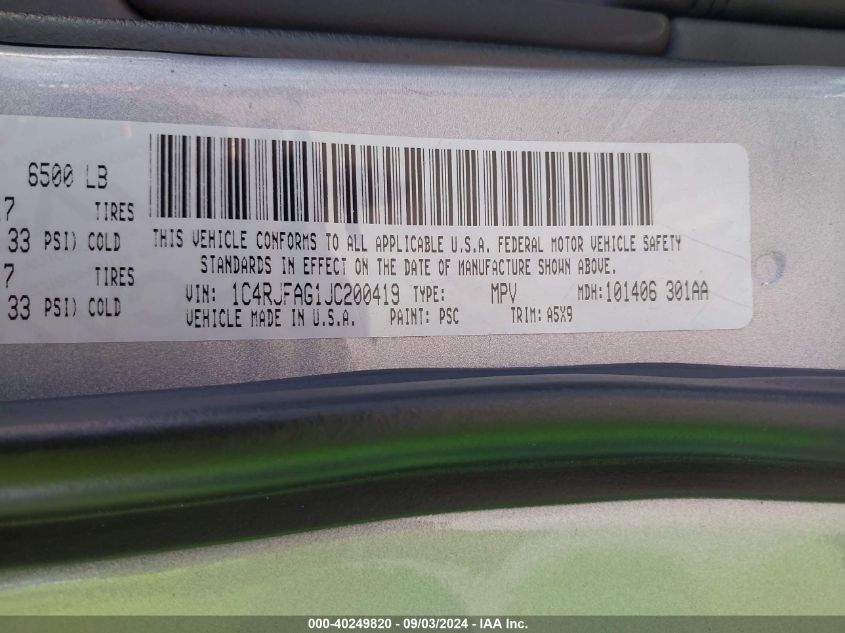 6500 LB
7 TIRES
33 PSI) COLD
7 TIRES
33 PSI) COLD
THIS VEHICLE CONFORMS TO ALL APPLICABLE U.S.A. FEDERAL MOTOR VEHICLE SAFETY
STANDARDS IN EFFECT ON THE DATE OF MANUFACTURE SHOWN ABOVE.
VIN: 1C4RJFAG1JC200419 TYPE: MPV MDH:101406 301AA
VEHICLE MADE IN U.S.A. PAINT: PSC TRIM: A5X9
000-40249820 - 09/03/2024 - IAA Inc.